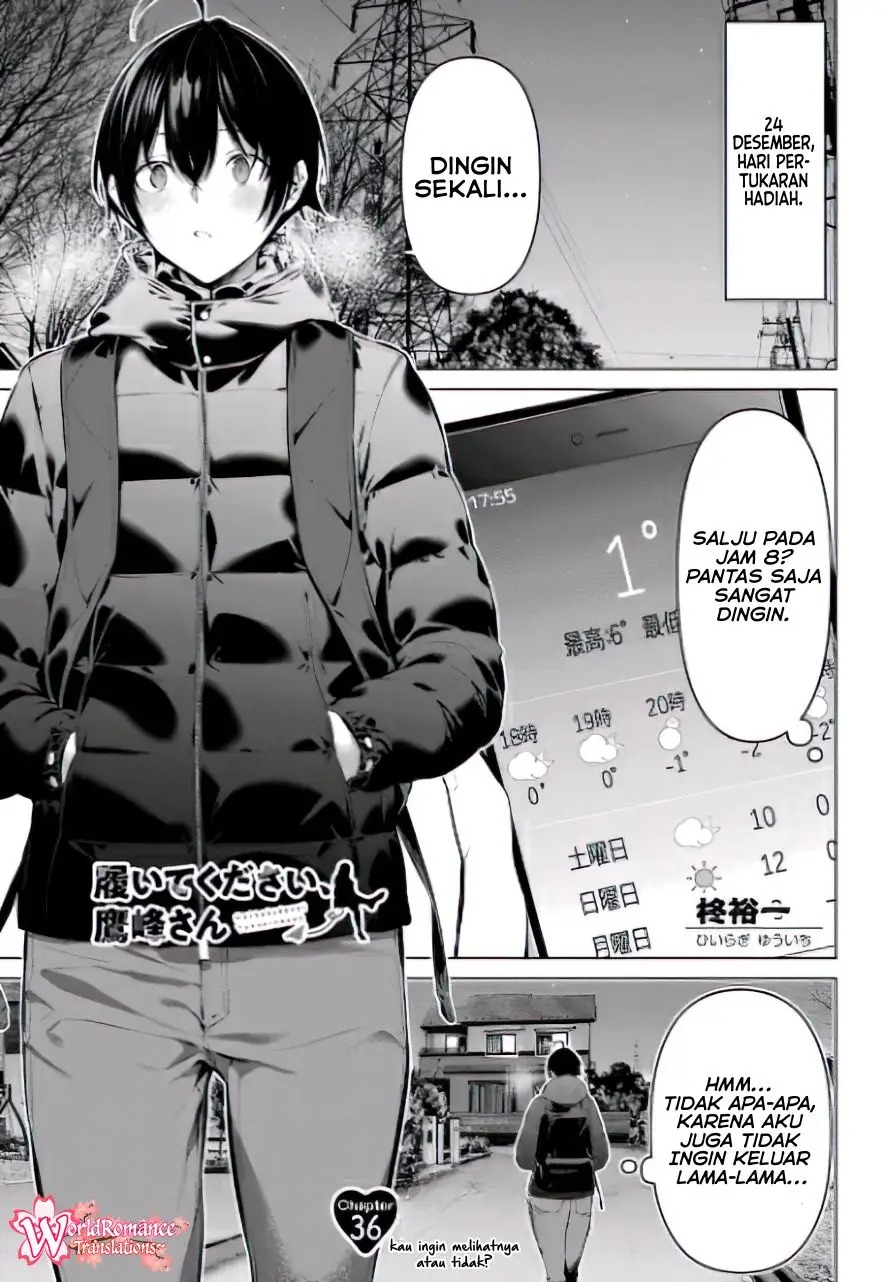 24
DESEMBER,
HARI PER-
TUKARAN
HADIAH.
DINGIN
SEKALI...
17:55
1°
最高:6° 最低
18時
19時
20時
0°
0°
-1°
-2
-2°
土曜日
10
0
日曜日
12
0
月曜日
SALJU PADA
JAM 8?
PANTAS SAJA
SANGAT
DINGIN.
履いてください、
鷹峰さん
柊裕一
ひいらぎ ゆういち
HMM...
TIDAK APA-APA,
KARENA AKU
JUGA TIDAK
INGIN KELUAR
LAMA-LAMA...
Chapter
36
kau ingin melihatnya
atau tidak?
WorldRomance
Translations~